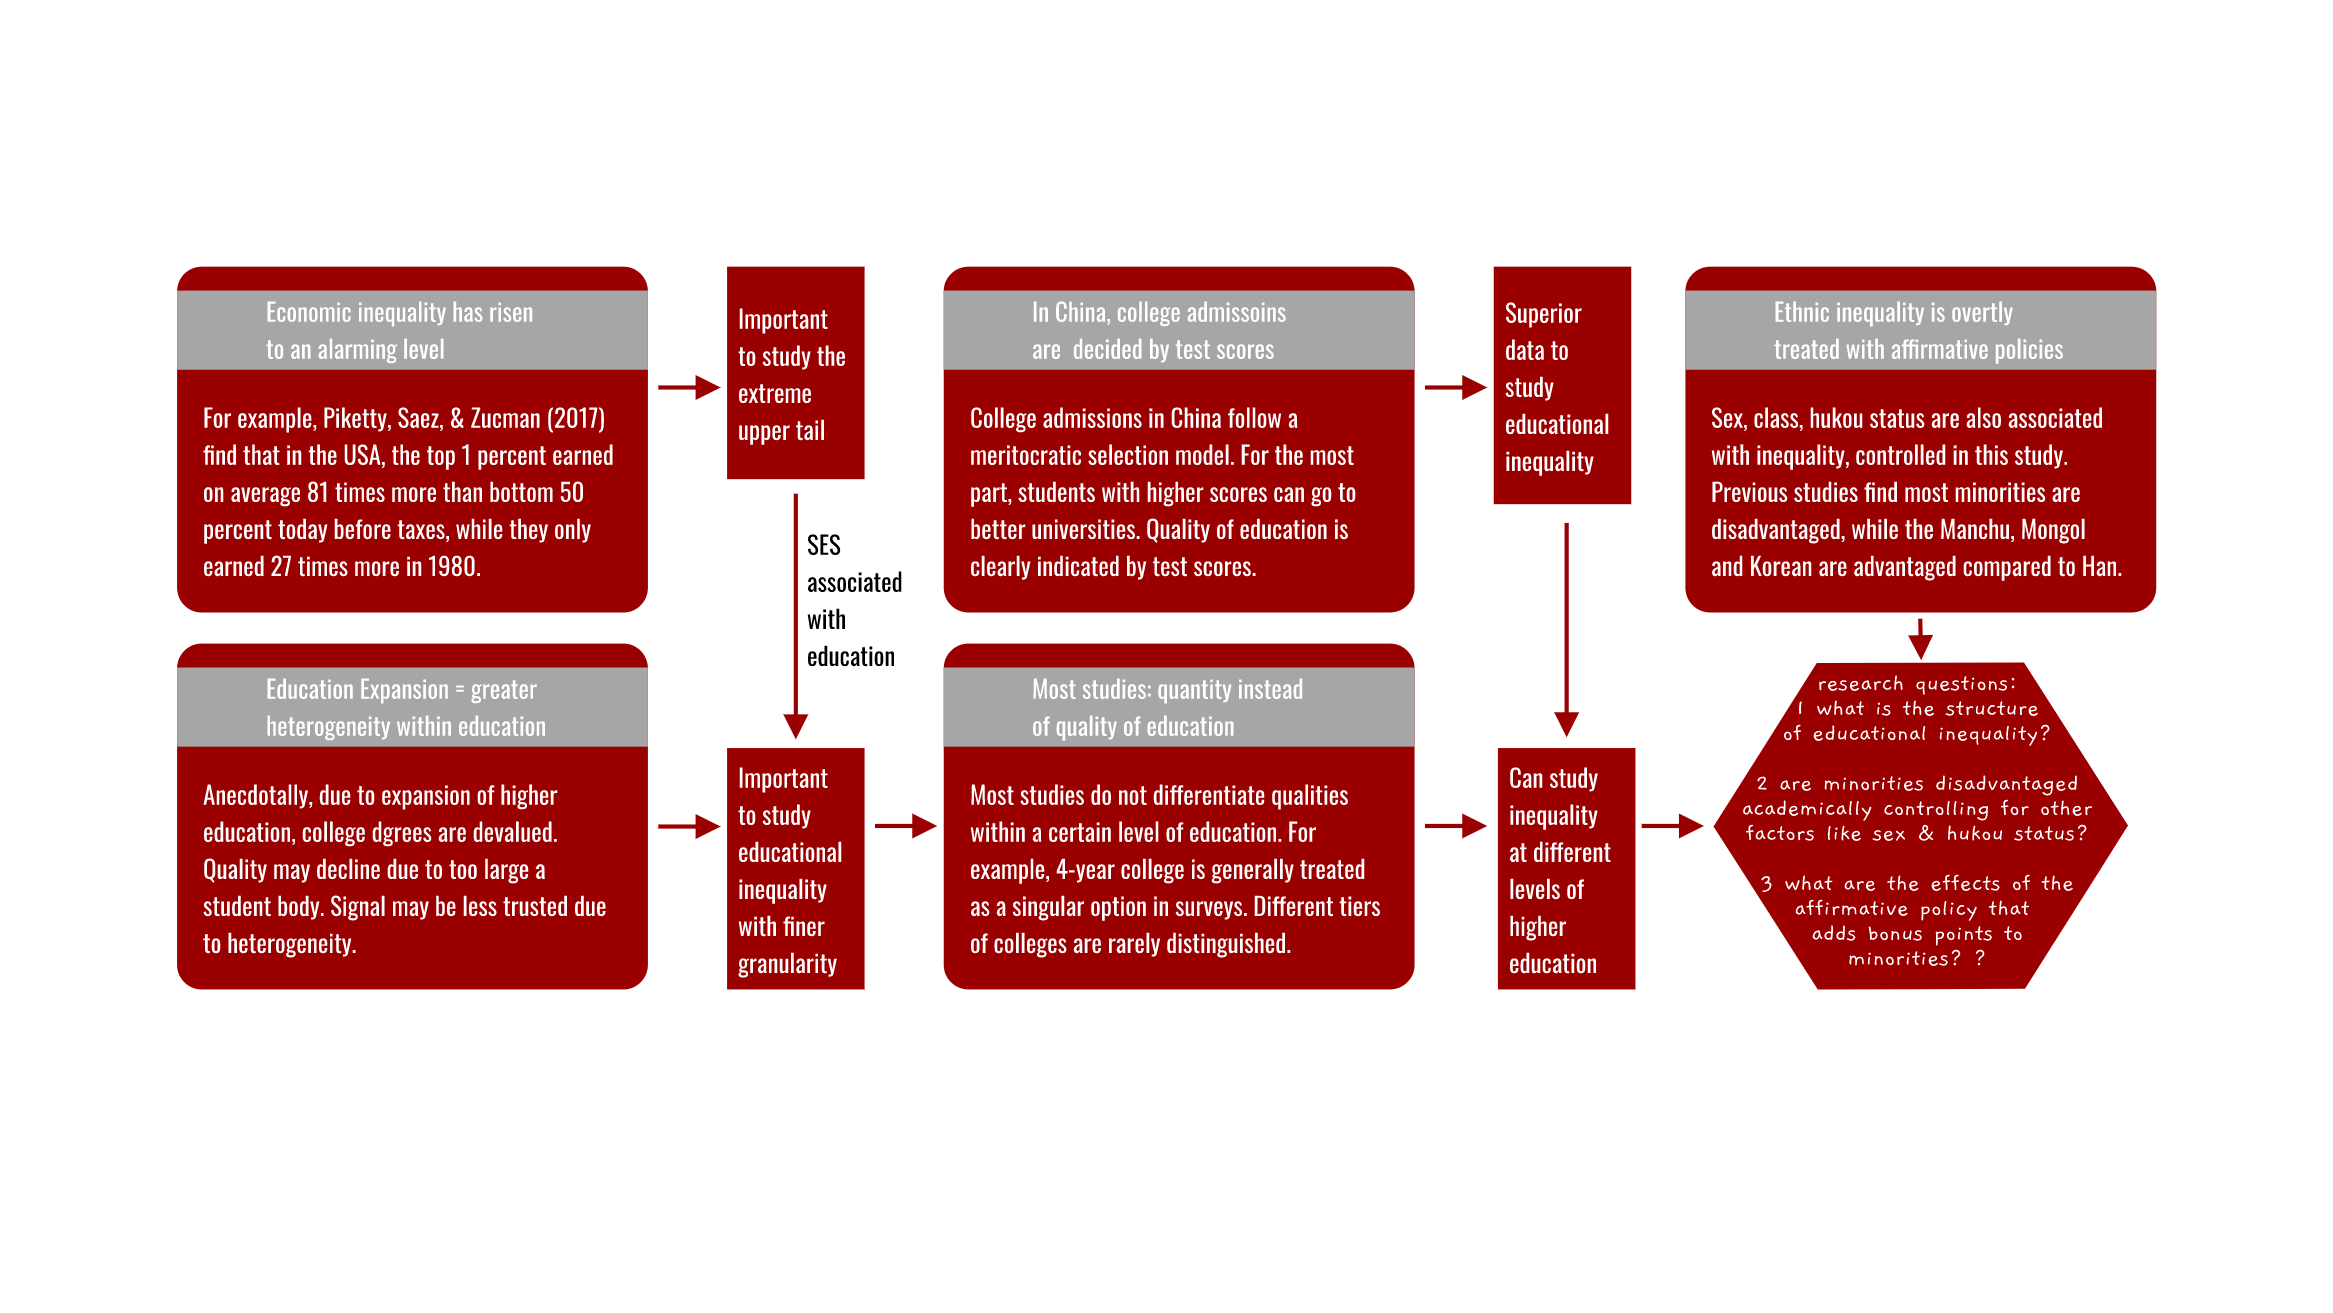 Economic inequality has risen
to an alarming level
For example, Piketty, Saez, & Zucman (2017)
find that in the USA, the top 1 percent earned
on average 81 times more than bottom 50
percent today before taxes, while they only
earned 27 times more in 1980.
Important
to study the
extreme
upper tail
SES
associated
with
education
Education Expansion = greater
heterogeneity within education
Anecdotally, due to expansion of higher
education, college dgrees are devalued.
Quality may decline due to too large a
student body. Signal may be less trusted due
to heterogeneity.
Important
to study
educational
inequality
with finer
granularity
In China, college admissoins
are  decided by test scores
College admissions in China follow a
meritocratic selection model. For the most
part, students with higher scores can go to
better universities. Quality of education is
clearly indicated by test scores.
Superior
data to
study
educational
inequality
Most studies: quantity instead
of quality of education
Most studies do not differentiate qualities
within a certain level of education. For
example, 4-year college is generally treated
as a singular option in surveys. Different tiers
of colleges are rarely distinguished.
Can study
inequality
at different
levels of
higher
education
Ethnic inequality is overtly
treated with affirmative policies
Sex, class, hukou status are also associated
with inequality, controlled in this study.
Previous studies find most minorities are
disadvantaged, while the Manchu, Mongol
and Korean are advantaged compared to Han.
research questions:
1 what is the structure
of educational inequality?
2 are minorities disadvantaged
academically controlling for other
factors like sex & hukou status?
3 what are the effects of the
affirmative policy that
adds bonus points to
minorities? ?